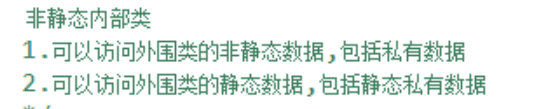 非静态内部类
1.可以访问外围类的非静态数据,包括私有数据
2.可以访问外围类的静态数据,包括静态私有数据